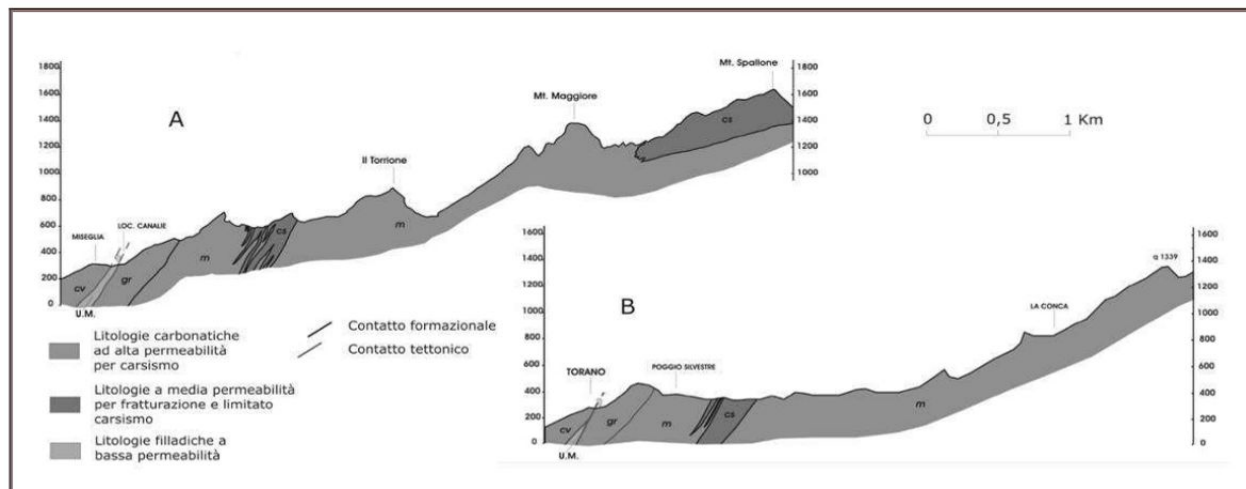 1800
1600
1400
1200
1000
800
600
400
200
0
A
MISEGLIA
LOC. CANALIE
Il Torrione
Mt. Maggiore
Mt. Spallone
cv
gr
m
cs
m
cs
U.M.
1800
1600
1400
1200
1000
0 0,5 1 Km
Litologie carbonatiche
ad alta permeabilità
per carsismo
Litologie a media permeabilità
per fratturazione e limitato
carsismo
Litologie filladiche a
bassa permeabilità
Contatto formazionale
Contatto tettonico
1600
1400
1200
1000
800
600
400
200
0
B
TORANO
POGGIO SILVESTRE
LA CONCA
q 1339
cv
gr
m
cs
m
U.M.
1600
1400
1200
1000
800
600
400
200
0